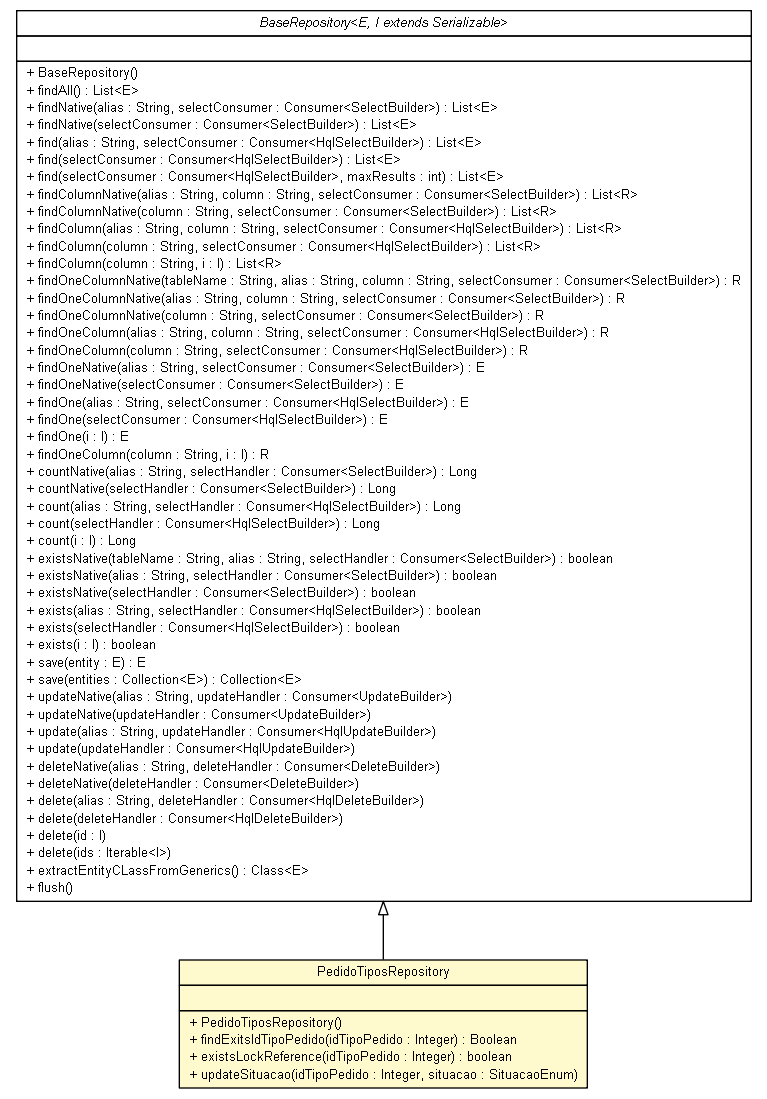 BaseRepository<E, I extends Serializable>
+ BaseRepository()
+ findAll() : List<E>
+ findNative(alias : String, selectConsumer : Consumer<SelectBuilder>) : List<E>
+ findNative(selectConsumer : Consumer<SelectBuilder>) : List<E>
+ find(alias : String, selectConsumer : Consumer<HqlSelectBuilder>) : List<E>
+ find(selectConsumer : Consumer<HqlSelectBuilder>) : List<E>
+ find(selectConsumer : Consumer<HqlSelectBuilder>, maxResults : int) : List<E>
+ findColumnNative(alias : String, column : String, selectConsumer : Consumer<SelectBuilder>) : List<R>
+ findColumnNative(column : String, selectConsumer : Consumer<SelectBuilder>) : List<R>
+ findColumn(alias : String, column : String, selectConsumer : Consumer<HqlSelectBuilder>) : List<R>
+ findColumn(column : String, selectConsumer : Consumer<HqlSelectBuilder>) : List<R>
+ findColumn(column : String, i : I) : List<R>
+ findOneColumnNative(tableName : String, alias : String, column : String, selectConsumer : Consumer<SelectBuilder>) : R
+ findOneColumnNative(alias : String, column : String, selectConsumer : Consumer<SelectBuilder>) : R
+ findOneColumnNative(column : String, selectConsumer : Consumer<SelectBuilder>) : R
+ findOneColumn(alias : String, column : String, selectConsumer : Consumer<HqlSelectBuilder>) : R
+ findOneColumn(column : String, selectConsumer : Consumer<HqlSelectBuilder>) : R
+ findOneNative(alias : String, selectConsumer : Consumer<SelectBuilder>) : E
+ findOneNative(selectConsumer : Consumer<SelectBuilder>) : E
+ findOne(alias : String, selectConsumer : Consumer<HqlSelectBuilder>) : E
+ findOne(selectConsumer : Consumer<HqlSelectBuilder>) : E
+ findOne(i : I) : E
+ findOneColumn(column : String, i : I) : R
+ countNative(alias : String, selectHandler : Consumer<SelectBuilder>) : Long
+ countNative(selectHandler : Consumer<SelectBuilder>) : Long
+ count(alias : String, selectHandler : Consumer<HqlSelectBuilder>) : Long
+ count(selectHandler : Consumer<HqlSelectBuilder>) : Long
+ count(i : I) : Long
+ existsNative(tableName : String, alias : String, selectHandler : Consumer<SelectBuilder>) : boolean
+ existsNative(alias : String, selectHandler : Consumer<SelectBuilder>) : boolean
+ existsNative(selectHandler : Consumer<SelectBuilder>) : boolean
+ exists(alias : String, selectHandler : Consumer<HqlSelectBuilder>) : boolean
+ exists(selectHandler : Consumer<HqlSelectBuilder>) : boolean
+ exists(i : I) : boolean
+ save(entity : E) : E
+ save(entities : Collection<E>) : Collection<E>
+ updateNative(alias : String, updateHandler : Consumer<UpdateBuilder>)
+ updateNative(updateHandler : Consumer<UpdateBuilder>)
+ update(alias : String, updateHandler : Consumer<HqlUpdateBuilder>)
+ update(updateHandler : Consumer<HqlUpdateBuilder>)
+ deleteNative(alias : String, deleteHandler : Consumer<DeleteBuilder>)
+ deleteNative(deleteHandler : Consumer<DeleteBuilder>)
+ delete(alias : String, deleteHandler : Consumer<HqlDeleteBuilder>)
+ delete(deleteHandler : Consumer<HqlDeleteBuilder>)
+ delete(id : I)
+ delete(ids : Iterable<I>)
+ extractEntityCLassFromGenerics() : Class<E>
+ flush()
PedidoTiposRepository
+ PedidoTiposRepository()
+ findExitsIdTipoPedido(idTipoPedido : Integer) : Boolean
+ existsLockReference(idTipoPedido : Integer) : boolean
+ updateSituacao(idTipoPedido : Integer, situacao : SituacaoEnum)